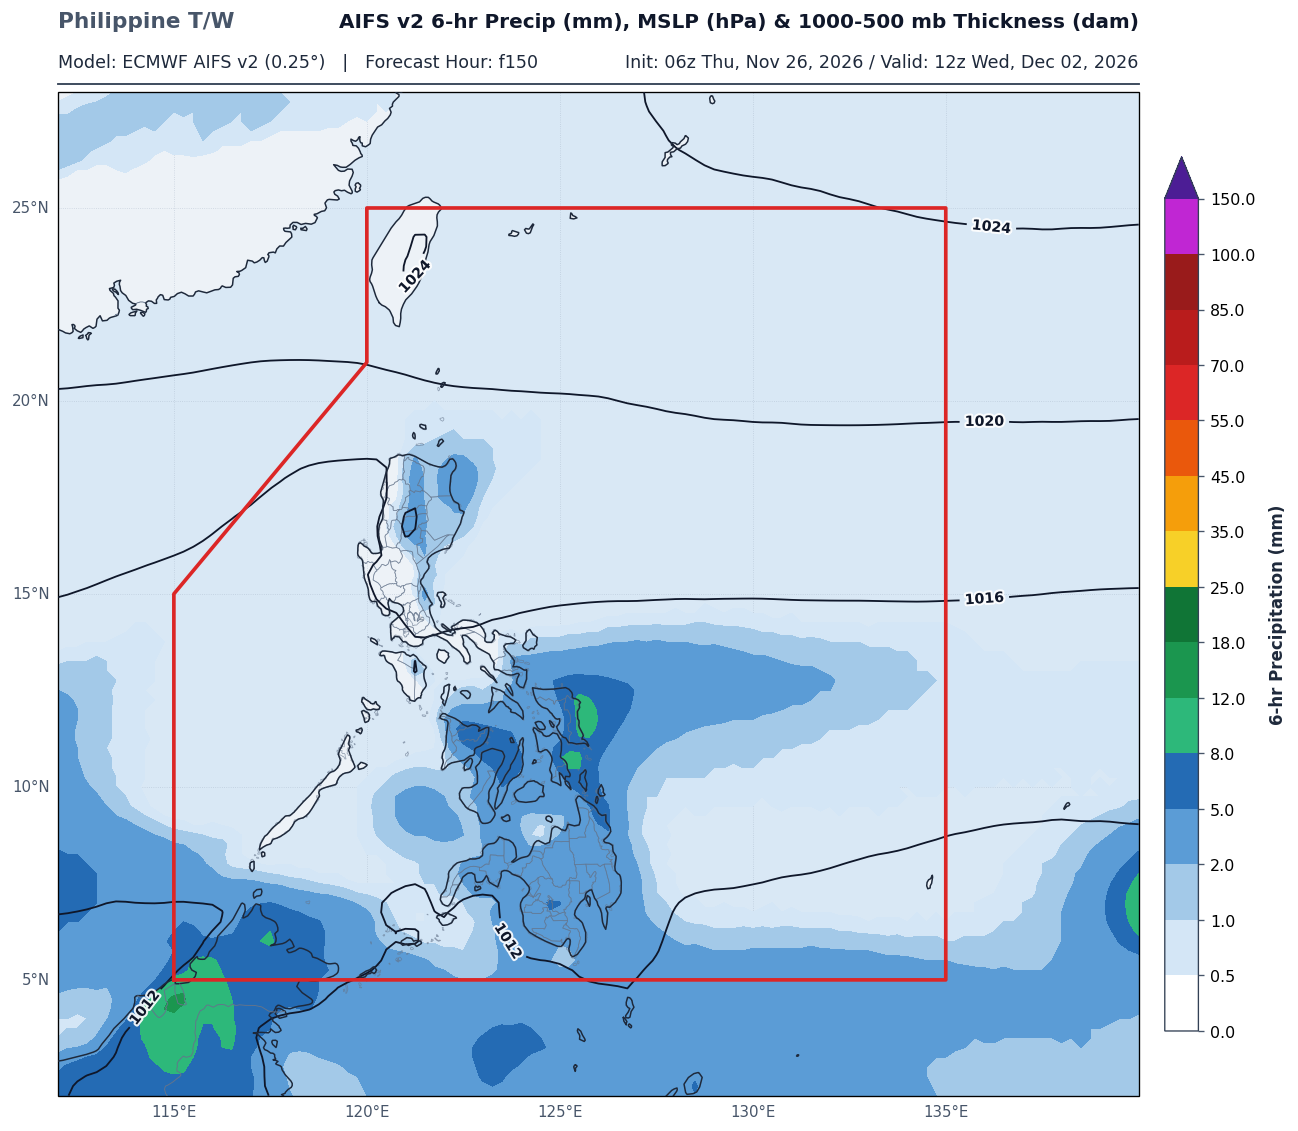 Philippine T/W
AIFS v2 6-hr Precip (mm), MSLP (hPa) & 1000-500 mb Thickness (dam)
Model: ECMWF AIFS v2 (0.25°) | Forecast Hour: f150
Init: 06z Thu, Nov 26, 2026 / Valid: 12z Wed, Dec 02, 2026
25°N
20°N
15°N
10°N
5°N
115°E
120°E
125°E
130°E
135°E
1024
1024
1020
1016
1012
1012
150.0
100.0
85.0
70.0
55.0
45.0
35.0
25.0
18.0
12.0
8.0
5.0
2.0
1.0
0.5
0.0
6-hr Precipitation (mm)